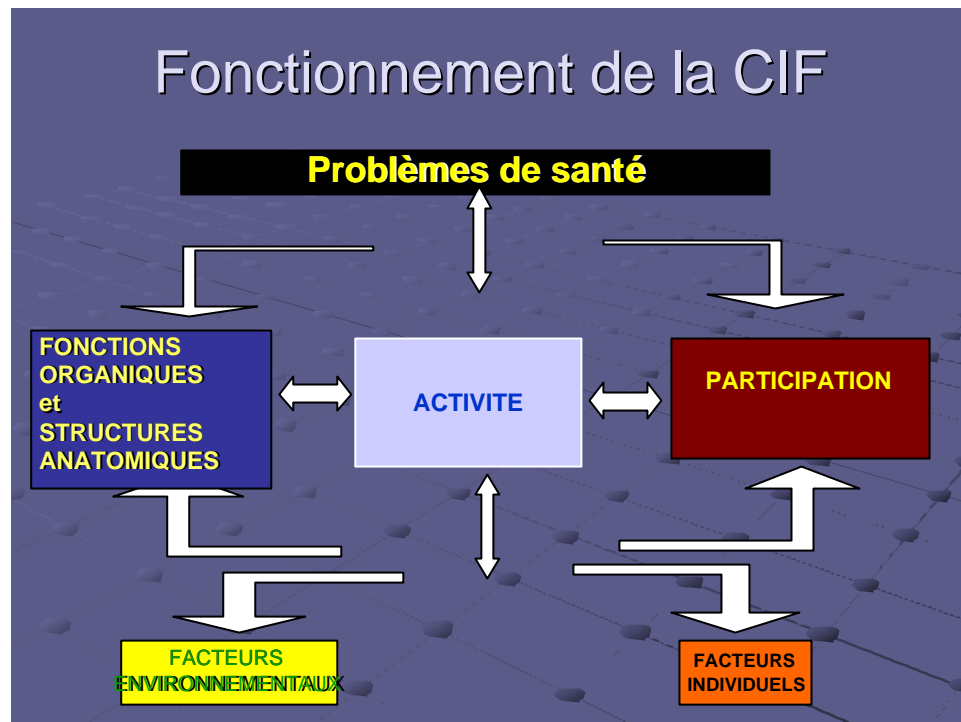 Fonctionnement de la CIF
Problèmes de santé
FONCTIONS
ORGANIQUES
et
STRUCTURES
ANATOMIQUES
ACTIVITE
PARTICIPATION
FACTEURS
ENVIRONNEMENTAUX
FACTEURS
INDIVIDUELS